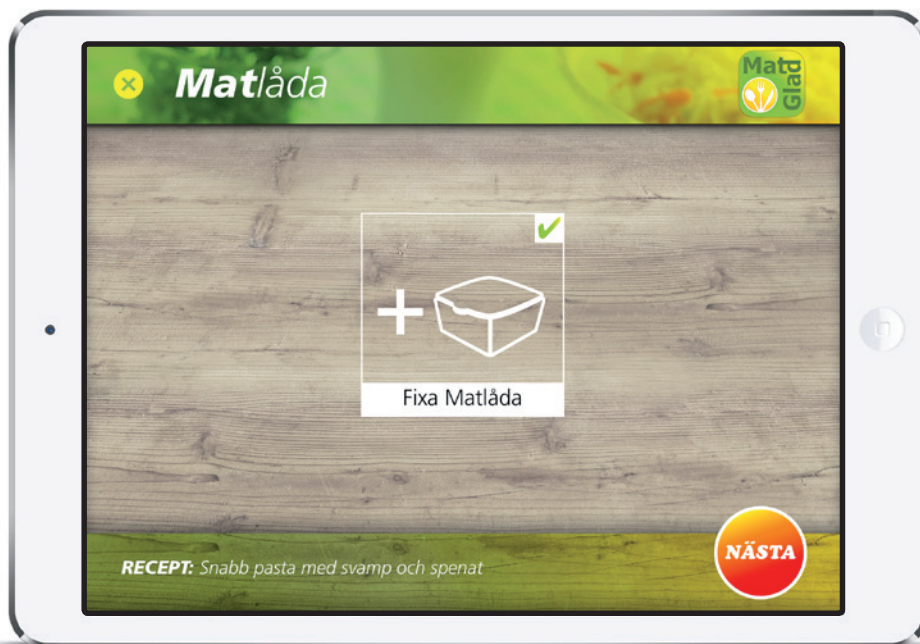 Matlåda
Mat
Glad
Fixa Matlåda
RECEPT: Snabb pasta med svamp och spenat
NÄSTA